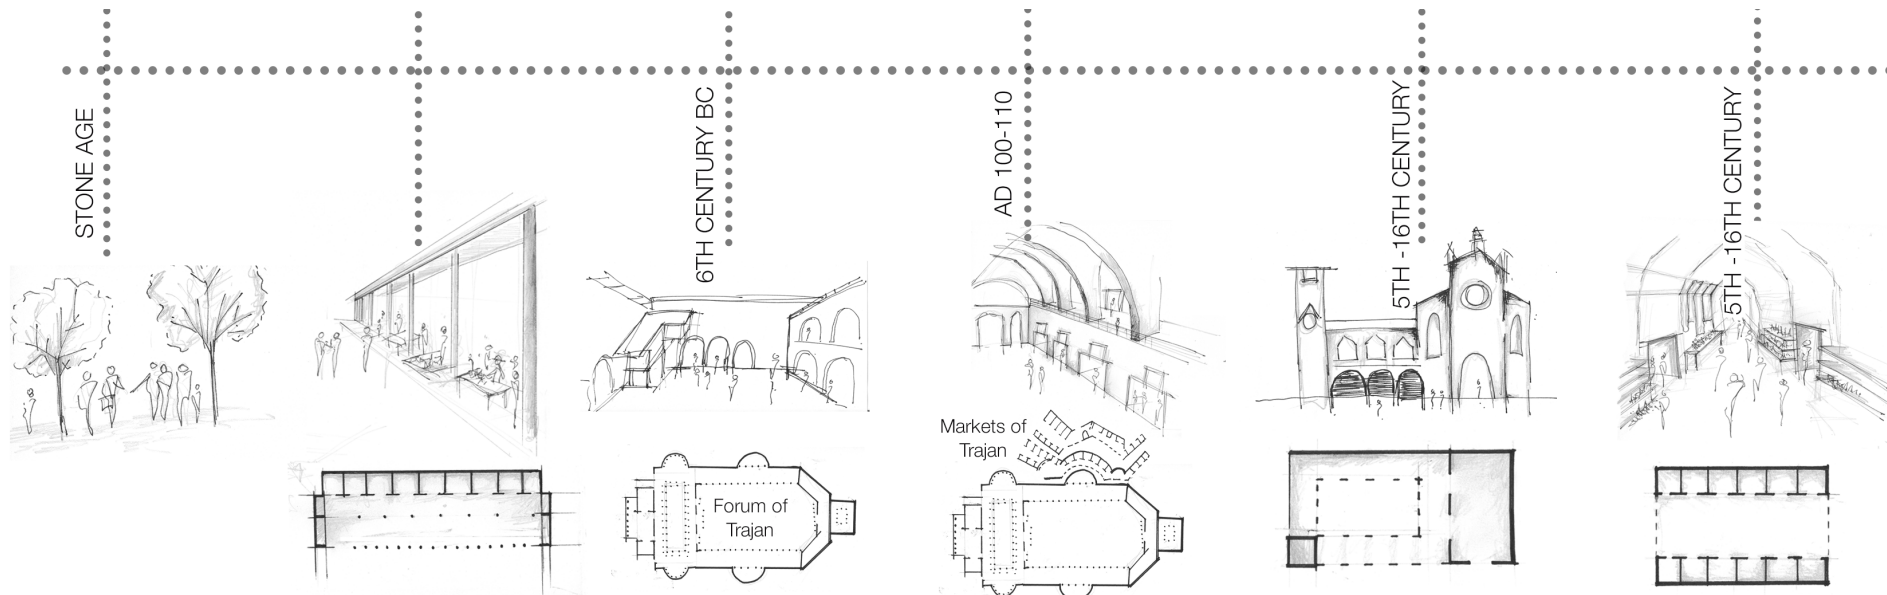 STONE AGE
6TH CENTURY BC
AD 100-110
5TH -16TH CENTURY
5TH -16TH CENTURY
Forum of
Trajan
Markets of
Trajan